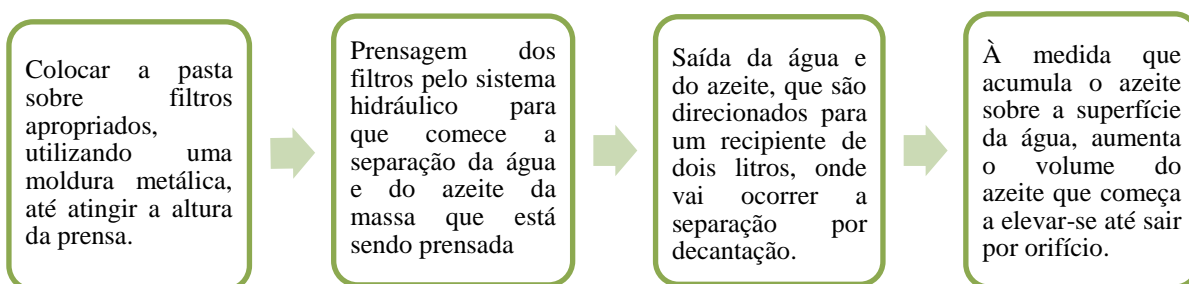 Colocar a pasta
sobre filtros
apropriados,
utilizando uma
moldura metálica,
até atingir a altura
da prensa.
Prensagem dos
filtros pelo sistema
hidráulico para
que comece a
separação da água
e do azeite da
massa que está
sendo prensada
Saída da água e
do azeite, que são
direcionados para
um recipiente de
dois litros, onde
vai ocorrer a
separação por
decantação.
À medida que
acumula o azeite
sobre a superfície
da água, aumenta
o volume do
azeite que começa
a elevar-se até sair
por orifício.